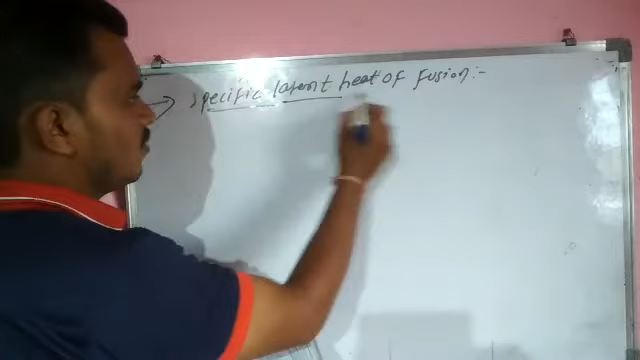 → specific latent heat of fusion:-